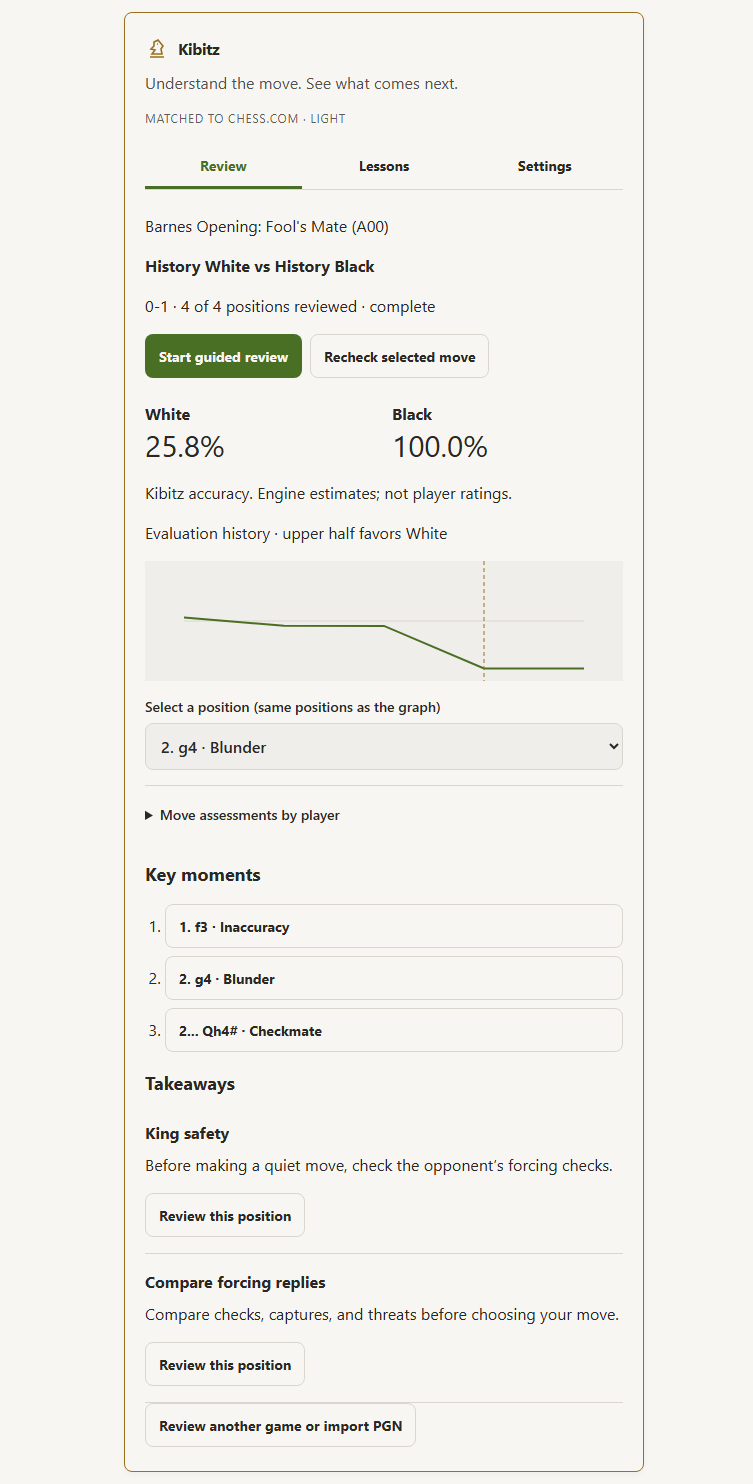 Kibitz
Understand the move. See what comes next.
MATCHED TO CHESS.COM · LIGHT
Review Lessons Settings
Barnes Opening: Fool's Mate (A00)
History White vs History Black
0-1 · 4 of 4 positions reviewed · complete
Start guided review Recheck selected move
White Black
25.8% 100.0%
Kibitz accuracy. Engine estimates; not player ratings.
Evaluation history · upper half favors White
Select a position (same positions as the graph)
2. g4 · Blunder
Move assessments by player
Key moments
1. 1. f3 · Inaccuracy
2. 2. g4 · Blunder
3. 2... Qh4# · Checkmate
Takeaways
King safety
Before making a quiet move, check the opponent’s forcing checks.
Review this position
Compare forcing replies
Compare checks, captures, and threats before choosing your move.
Review this position
Review another game or import PGN